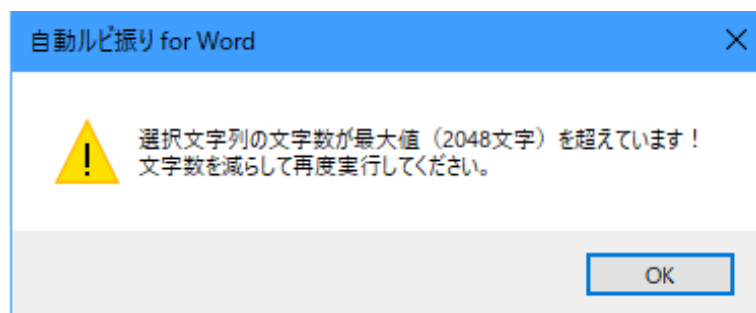 自動ルビ振り for Word
選択文字列の文字数が最大値（2048文字）を超えています！
文字数を減らして再度実行してください。
OK